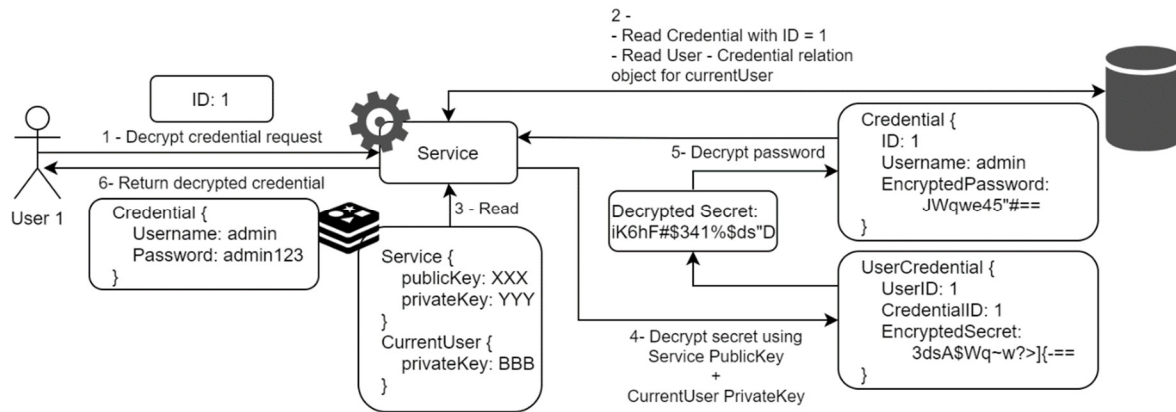 2 -
- Read Credential with ID = 1
- Read User - Credential relation
object for currentUser
ID: 1
1 - Decrypt credential request
Service
6- Return decrypted credential
User 1
Credential {
Username: admin
Password: admin123
}
3 - Read
Service {
publicKey: XXX
privateKey: YYY
}
CurrentUser {
privateKey: BBB
}
4- Decrypt secret using
Service PublicKey
+
CurrentUser PrivateKey
5- Decrypt password
Decrypted Secret:
iK6hF#$341%$ds"D
Credential {
ID: 1
Username: admin
EncryptedPassword:
JWqwe45"#==
}
UserCredential {
UserID: 1
CredentialID: 1
EncryptedSecret:
3dsA$Wq~w?>]{-==
}